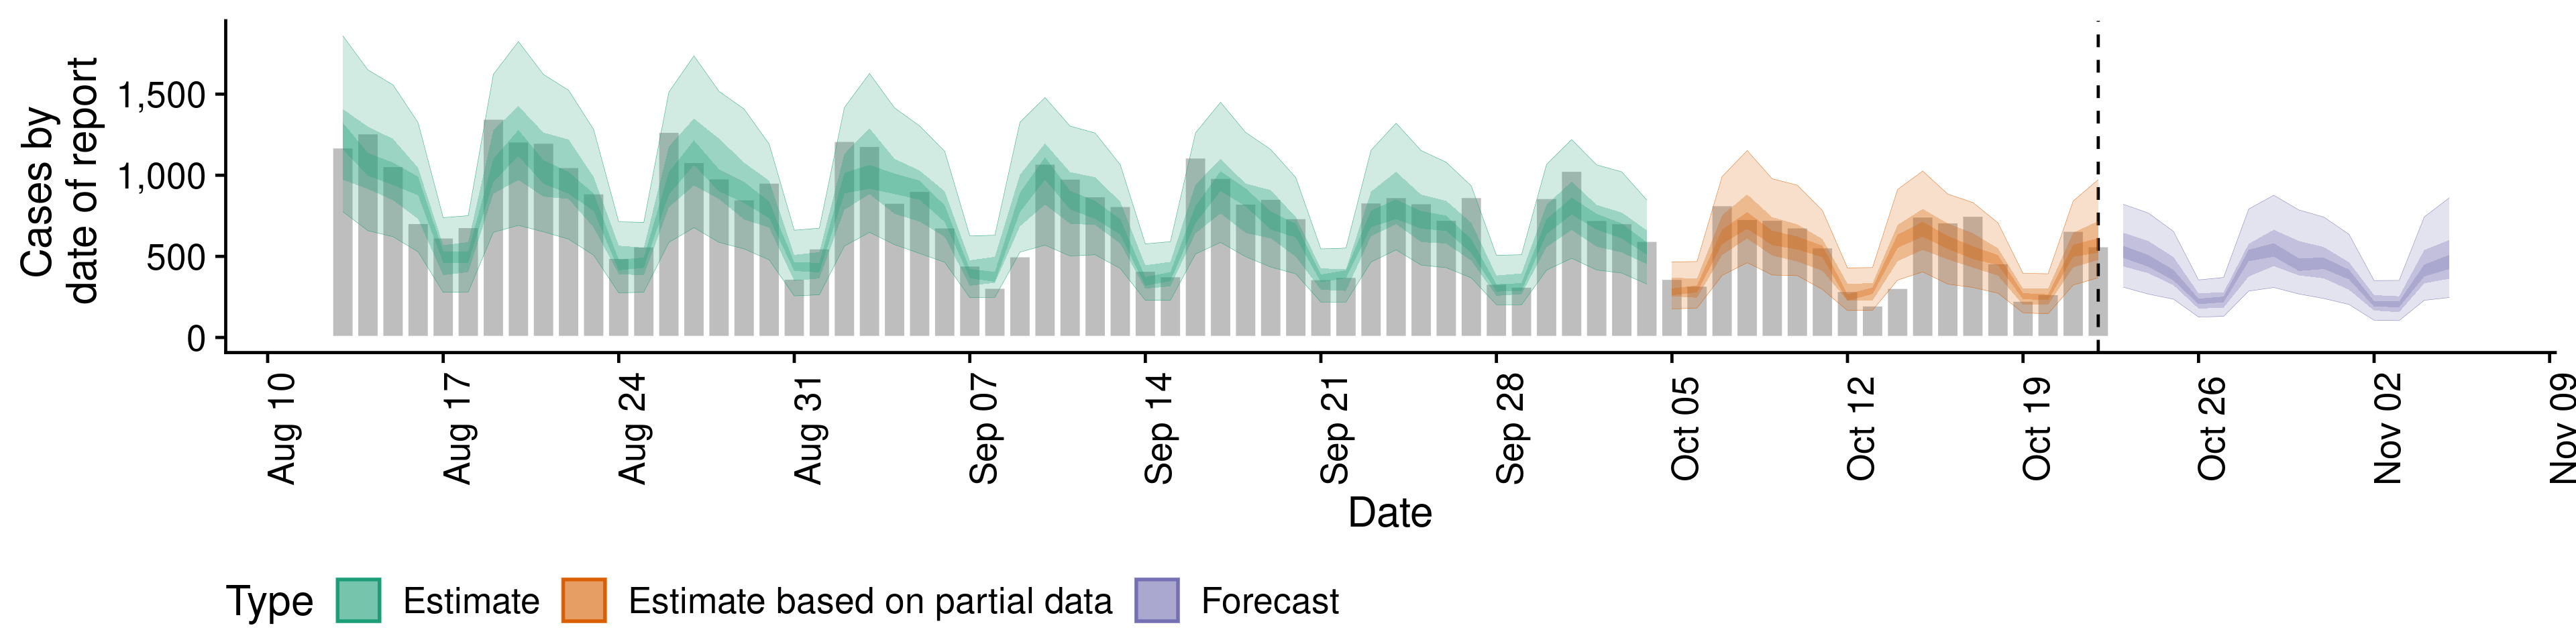 Cases by
date of report
1,500
1,000
500
0
Aug 10
Aug 17
Aug 24
Aug 31
Sep 07
Sep 14
Sep 21
Sep 28
Oct 05
Oct 12
Oct 19
Oct 26
Nov 02
Nov 09
Date
Type Estimate Estimate based on partial data Forecast